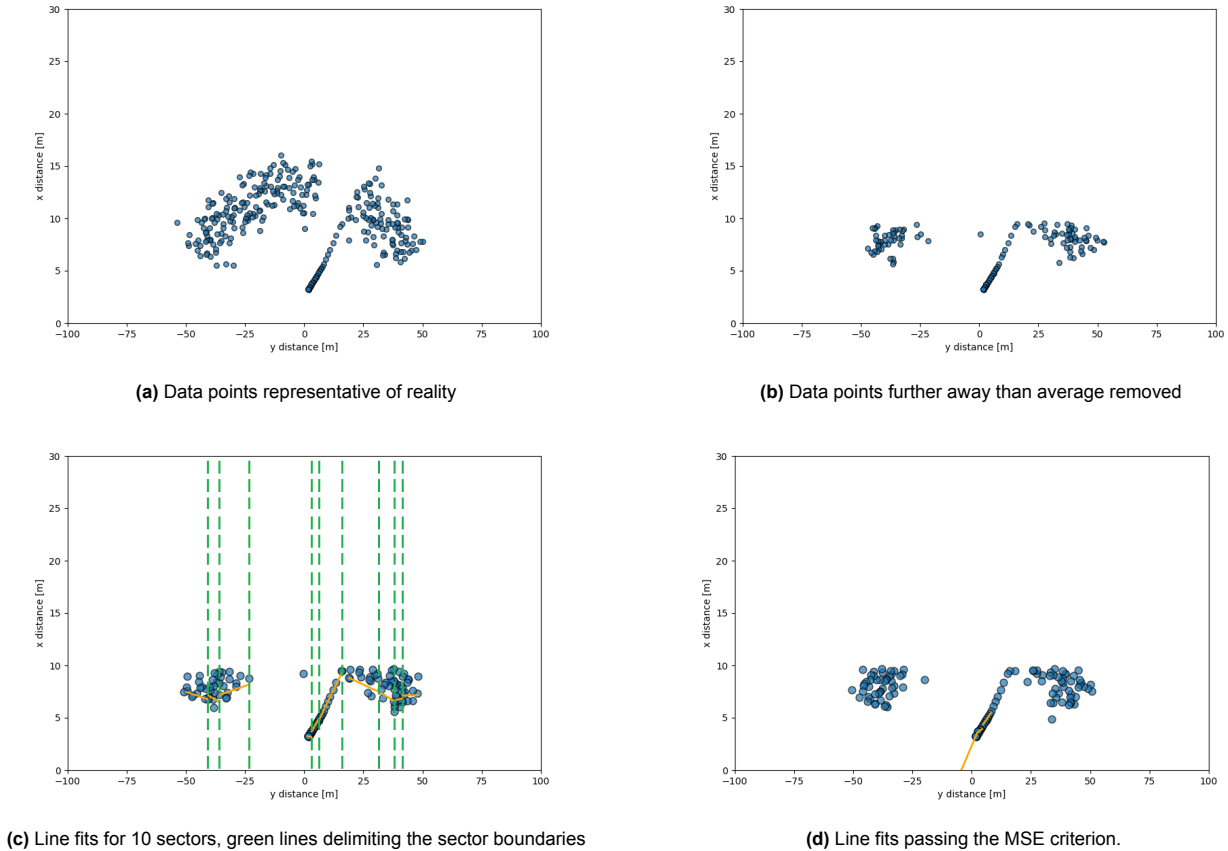 30
25
20
15
10
5
0
x distance [m]
−100 −75 −50 −25 0 25 50 75 100
y distance [m]
(a) Data points representative of reality
30
25
20
15
10
5
0
x distance [m]
−100 −75 −50 −25 0 25 50 75 100
y distance [m]
(b) Data points further away than average removed
30
25
20
15
10
5
0
x distance [m]
−100 −75 −50 −25 0 25 50 75 100
y distance [m]
(c) Line fits for 10 sectors, green lines delimiting the sector boundaries
30
25
20
15
10
5
0
x distance [m]
−100 −75 −50 −25 0 25 50 75 100
y distance [m]
(d) Line fits passing the MSE criterion.